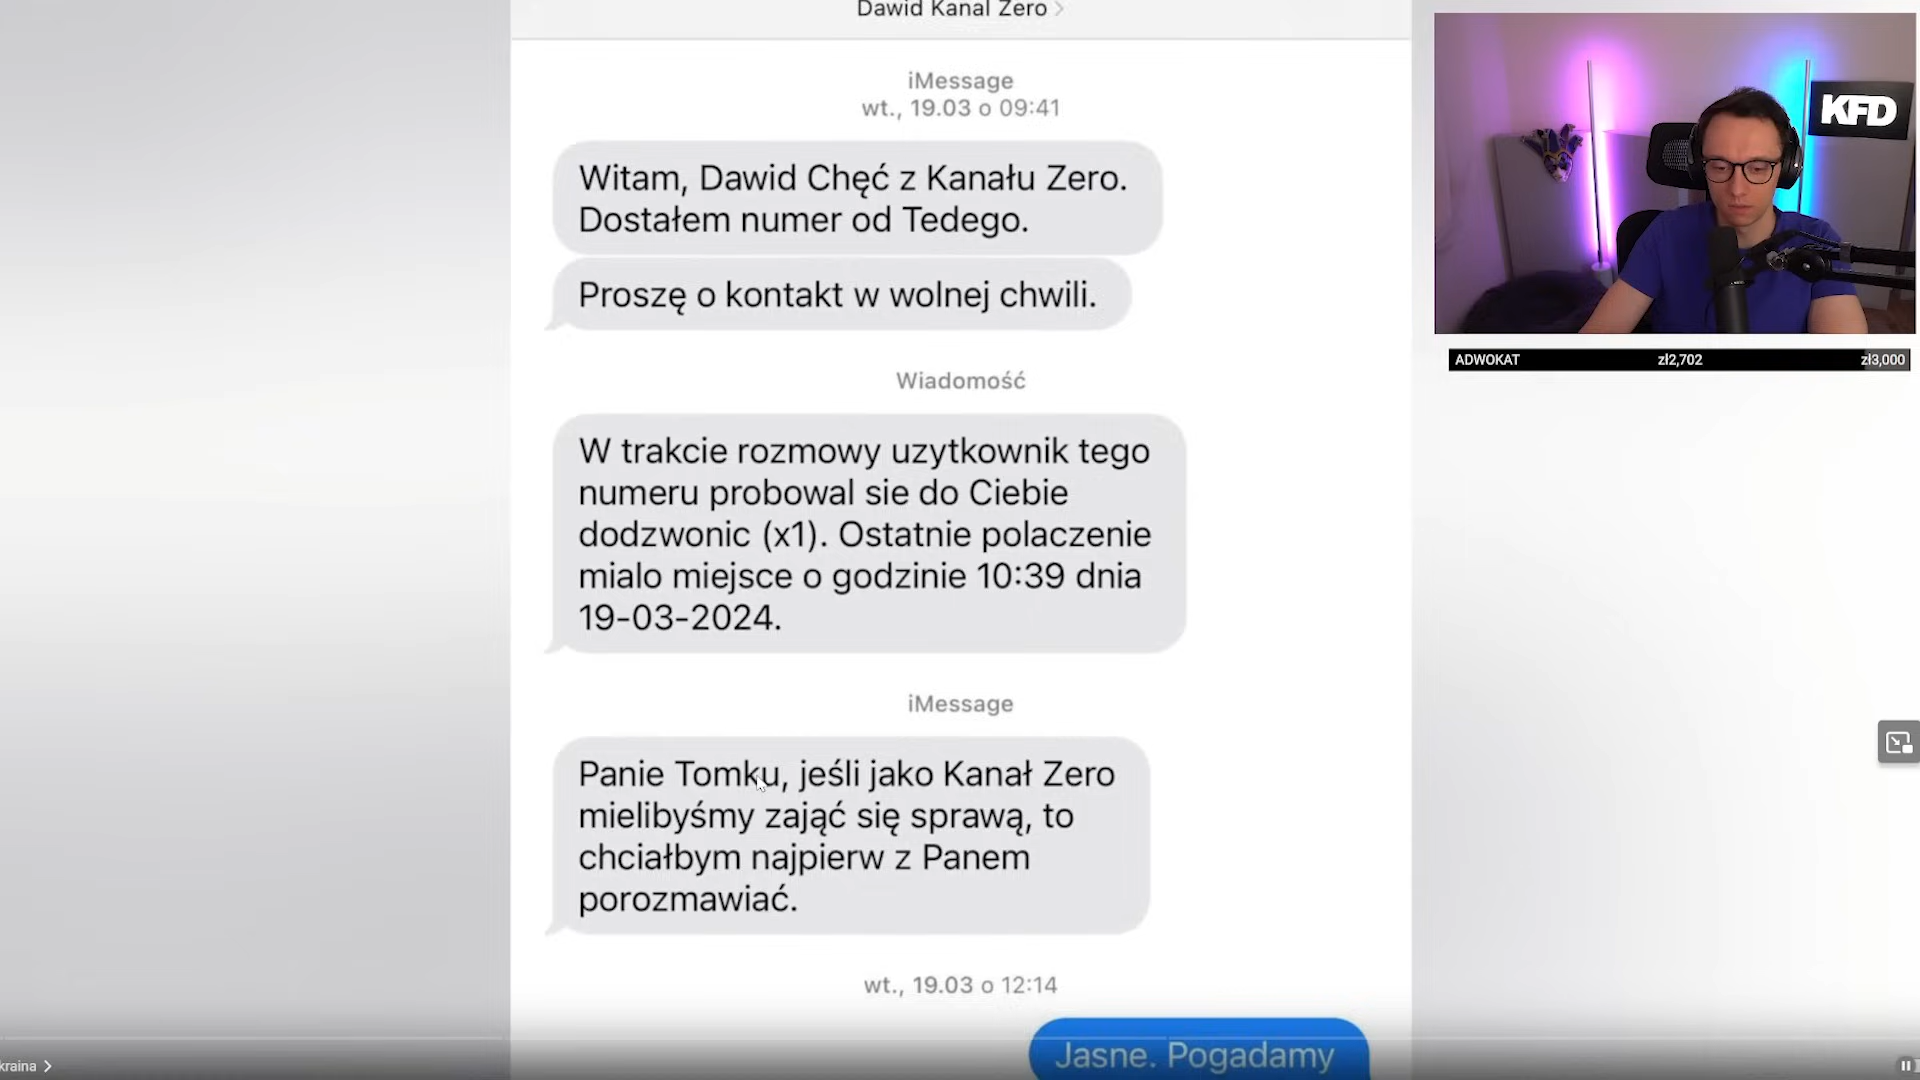 Dawid Kanal Zero
iMessage
wt., 19.03 o 09:41
Witam, Dawid Chęć z Kanału Zero.
Dostałem numer od Tedego.
Proszę o kontakt w wolnej chwili.
Wiadomość
W trakcie rozmowy uzytkownik tego
numeru probowal sie do Ciebie
dodzwonic (x1). Ostatnie polaczenie
mialo miejsce o godzinie 10:39 dnia
19-03-2024.
iMessage
Panie Tomku, jeśli jako Kanał Zero
mielibyśmy zająć się sprawą, to
chciałbym najpierw z Panem
porozmawiać.
wt., 19.03 o 12:14
Jasne. Pogadamy
KFD
ADWOKAT zł2,702 zł3,000
kraina